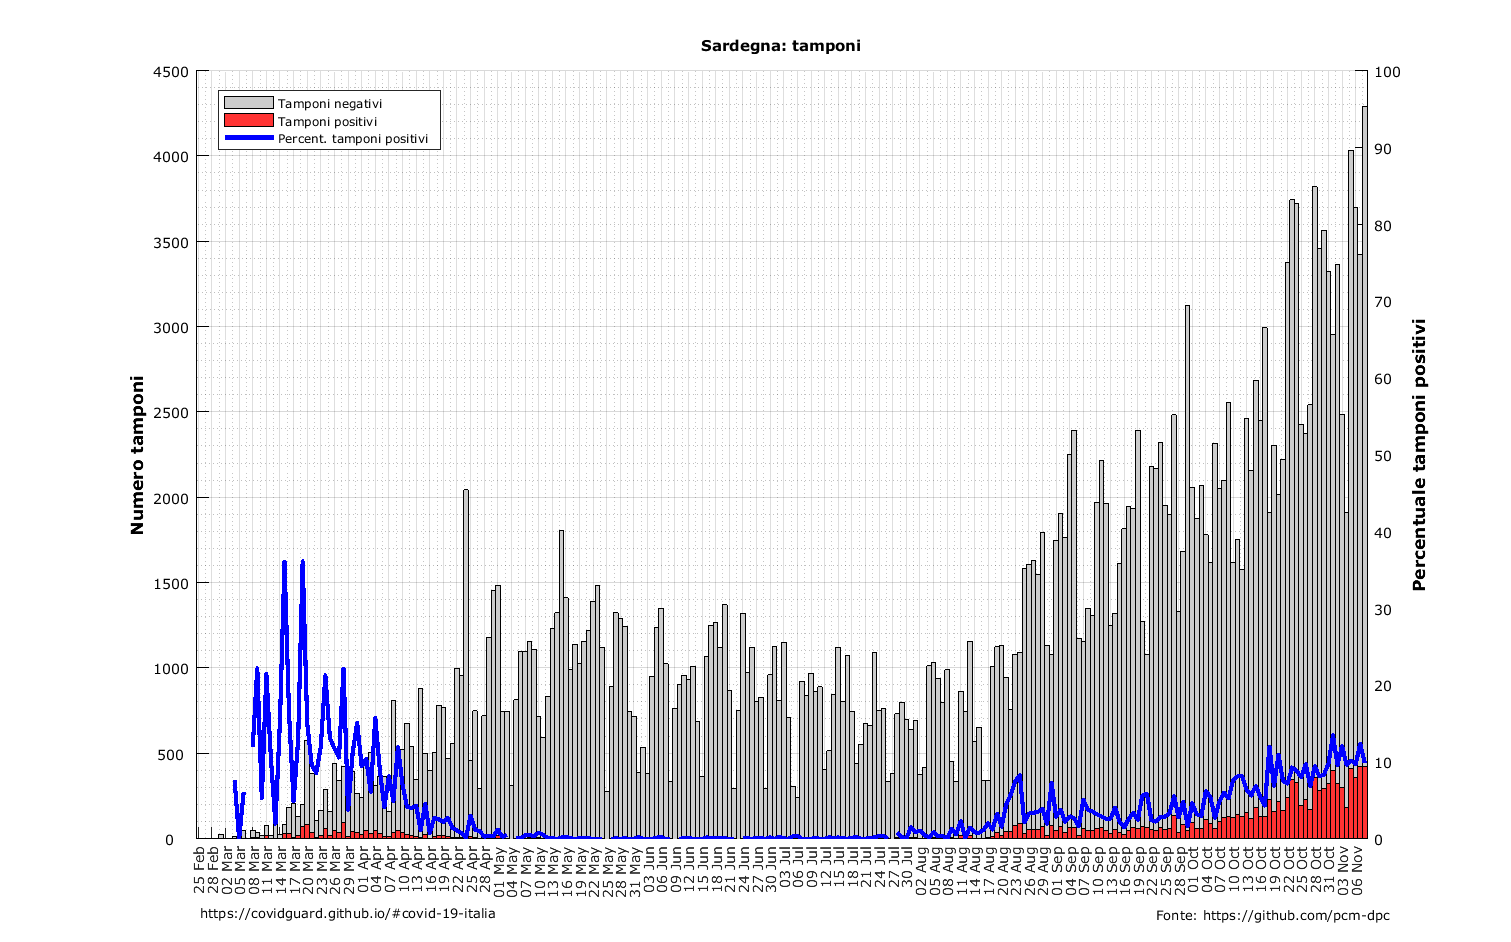 Sardegna: tamponi
Tamponi negativi
Tamponi positivi
Percent. tamponi positivi
Numero tamponi
4500
4000
3500
3000
2500
2000
1500
1000
500
0
Percentuale tamponi positivi
100
90
80
70
60
50
40
30
20
10
0
25 Feb
28 Feb
02 Mar
05 Mar
08 Mar
11 Mar
14 Mar
17 Mar
20 Mar
23 Mar
26 Mar
29 Mar
01 Apr
04 Apr
07 Apr
10 Apr
13 Apr
16 Apr
19 Apr
22 Apr
25 Apr
28 Apr
01 May
04 May
07 May
10 May
13 May
16 May
19 May
22 May
25 May
28 May
31 May
03 Jun
06 Jun
09 Jun
12 Jun
15 Jun
18 Jun
21 Jun
24 Jun
27 Jun
30 Jun
03 Jul
06 Jul
09 Jul
12 Jul
15 Jul
18 Jul
21 Jul
24 Jul
27 Jul
30 Jul
02 Aug
05 Aug
08 Aug
11 Aug
14 Aug
17 Aug
20 Aug
23 Aug
26 Aug
29 Aug
01 Sep
04 Sep
07 Sep
10 Sep
13 Sep
16 Sep
19 Sep
22 Sep
25 Sep
28 Sep
01 Oct
04 Oct
07 Oct
10 Oct
13 Oct
16 Oct
19 Oct
22 Oct
25 Oct
28 Oct
31 Oct
03 Nov
06 Nov
https://covidguard.github.io/#covid-19-italia
Fonte: https://github.com/pcm-dpc